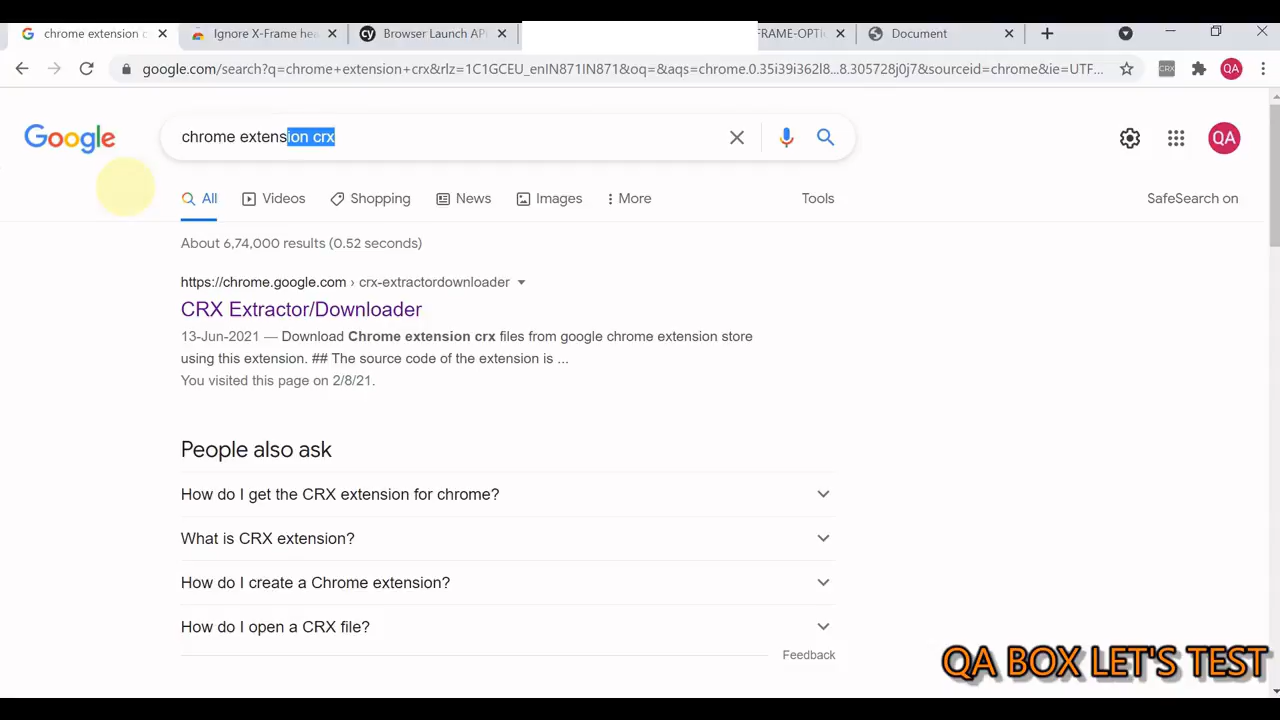 chrome extension c
Ignore X-Frame hea
cy Browser Launch API
FRAME-OPTI
Document
google.com/search?q=chrome+extension+crx&rlz=1C1GCEU_enIN871IN871&oq=&aqs=chrome.0.35i39i362l8...8.305728j0j7&sourceid=chrome&ie=UTF...
CRX
QA
Google
chrome extension crx
QA
All
Videos
Shopping
News
Images
More
Tools
SafeSearch on
About 6,74,000 results (0.52 seconds)
https://chrome.google.com › crx-extractordownloader
CRX Extractor/Downloader
13-Jun-2021 — Download Chrome extension crx files from google chrome extension store
using this extension. ## The source code of the extension is ...
You visited this page on 2/8/21.
People also ask
How do I get the CRX extension for chrome?
What is CRX extension?
How do I create a Chrome extension?
How do I open a CRX file?
Feedback
QA BOX LET'S TEST